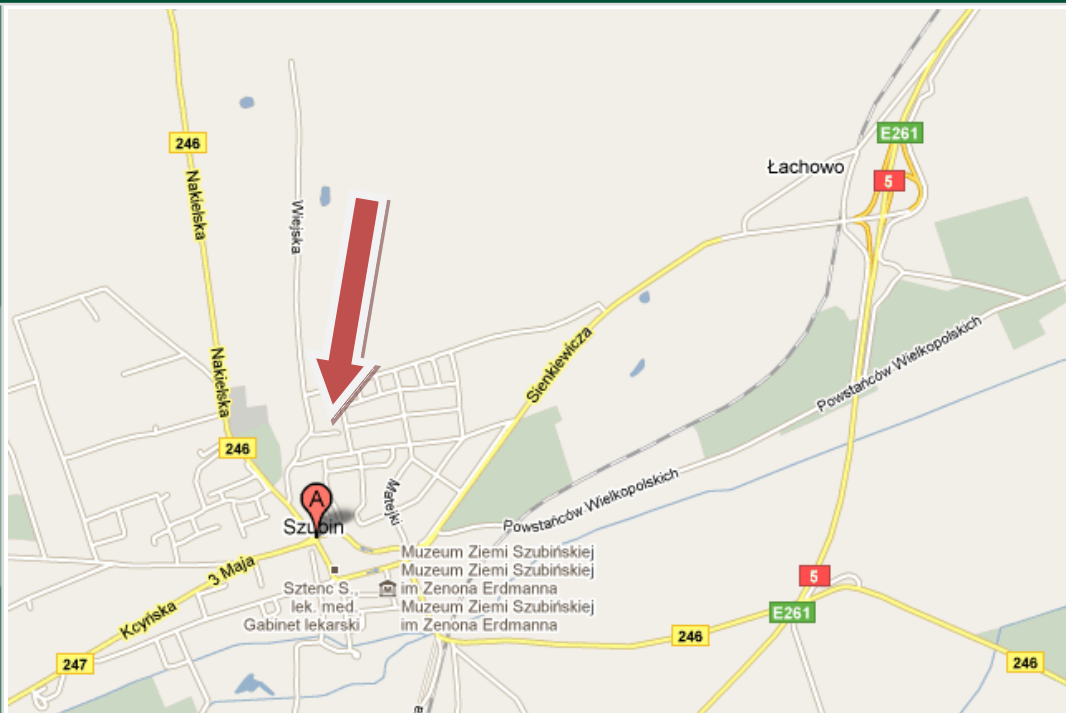 E261
246
Łachowo
5
Nakielska
Wiejska
Sienkiewicza
Powstańców Wielkopolskich
Nakielska
246
Matejki
Powstańców Wielkopolskich
A
Szubin
Muzeum Ziemi Szubińskiej
Muzeum Ziemi Szubińskiej
im Zenona Erdmanna
Muzeum Ziemi Szubińskiej
im Zenona Erdmanna
3 Maja
Sztenc S.,
lek. med.
Gabinet lekarski
M
Kcyńska
5
E261
246
247
246